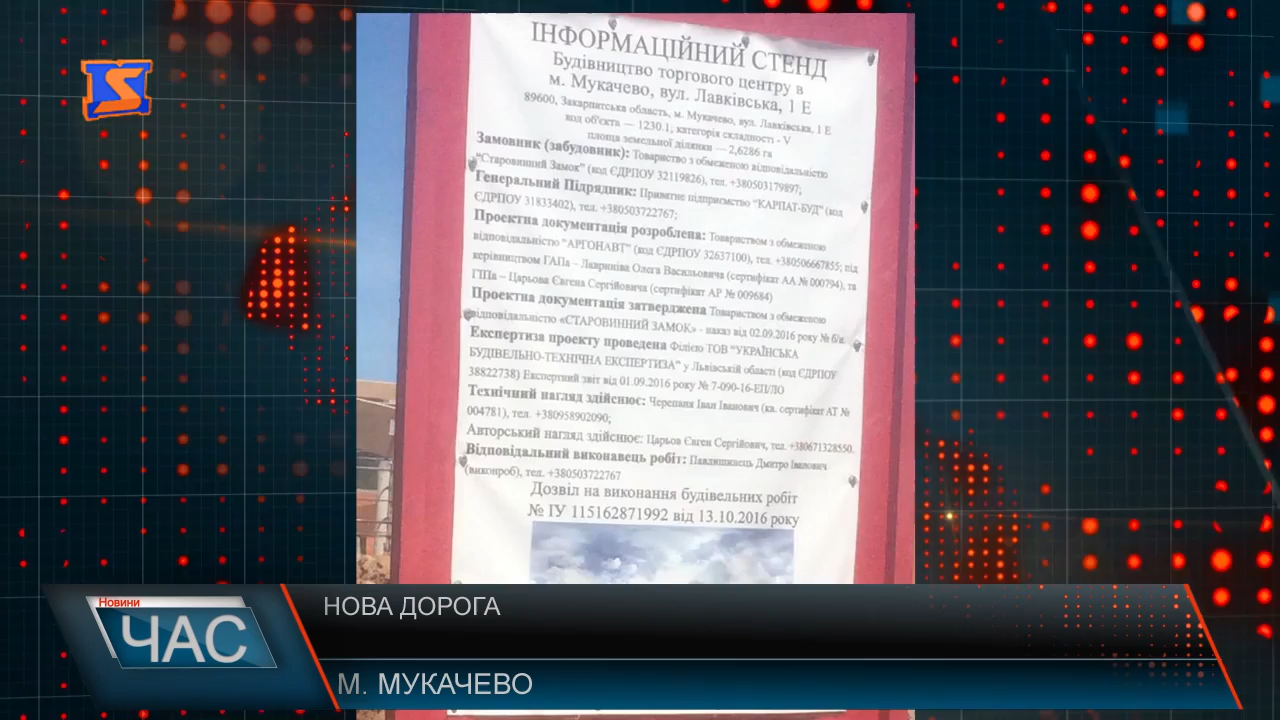 ІНФОРМАЦІЙНИЙ СТЕНД
Будівництво торгового центру в
м. Мукачево, вул. Лавківська, 1 Е
89600, Закарпатська область, м. Мукачево, вул. Лавківська, 1 Е
код об'єкта — 1230.1, категорія складності - V
площа земельної ділянки — 2,6286 га
Замовник (забудовник): Товариство з обмеженою відповідальністю
"Старовинний Замок" (код ЄДРПОУ 32119826), тел. +380503179897;
Генеральний Підрядник: Приватне підприємство "КАРПАТ-БУД" (код
ЄДРПОУ 31833402), тел. +380503722767;
Проектна документація розроблена: Товариством з обмеженою
відповідальністю "АРГОНАВТ" (код ЄДРПОУ 32637100), тел. +380506667855; під
керівництвом ГАПа – Лавриніва Олега Васильовича (сертифікат АА № 000794), та
ГІПа – Царьова Євгена Сергійовича (сертифікат АР № 009684)
Проектна документація затверджена Товариством з обмеженою
відповідальністю «СТАРОВИННИЙ ЗАМОК» - наказ від 02.09.2016 року № б/н.
Експертиза проекту проведена Філією ТОВ "УКРАЇНСЬКА
БУДІВЕЛЬНО-ТЕХНІЧНА ЕКСПЕРТИЗА" у Львівській області (код ЄДРПОУ
38822738) Експертний звіт від 01.09.2016 року № 7-090-16-ЕП/ЛО
Технічний нагляд здійснює: Черепаня Іван Іванович (кв. сертифікат АТ №
004781), тел. +380958902090;
Авторський нагляд здійснює: Царьов Євген Сергійович, тел. +380671328550.
Відповідальний виконавець робіт: Павлишинець Дмитро Іванович
(виконроб), тел. +380503722767
Дозвіл на виконання будівельних робіт
№ ІУ 115162871992 від 13.10.2016 року
Новини
ЧАС
НОВА ДОРОГА
М. МУКАЧЕВО